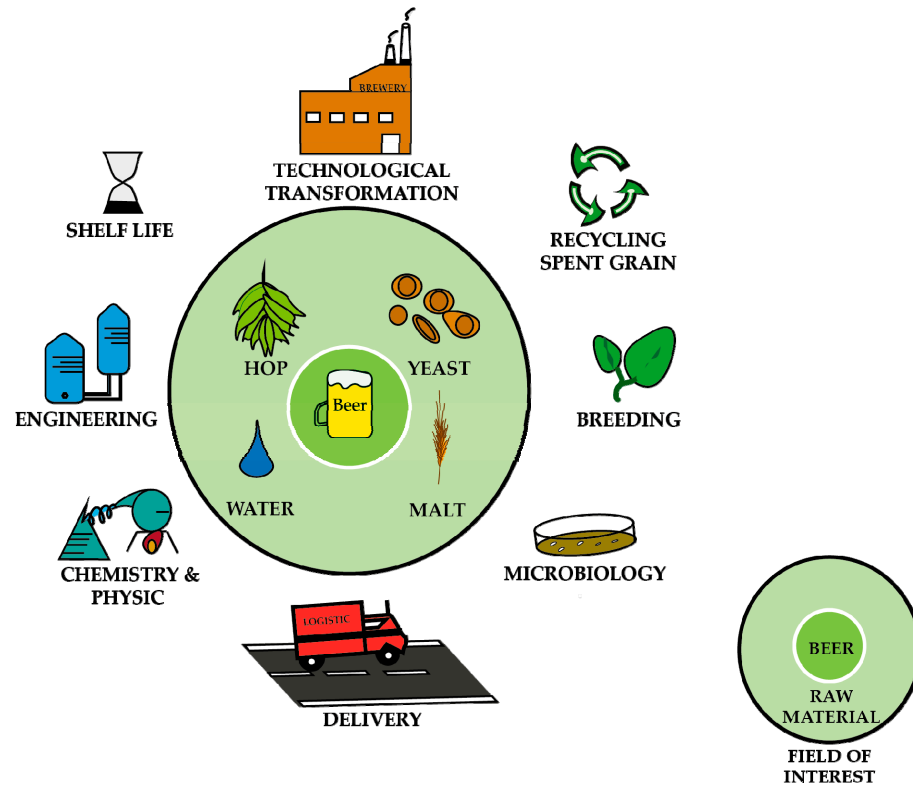 BREWERY
TECHNOLOGICAL
TRANSFORMATION
SHELF LIFE
RECYCLING
SPENT GRAIN
HOP
YEAST
Beer
ENGINEERING
BREEDING
WATER
MALT
CHEMISTRY &
PHYSIC
MICROBIOLOGY
LOGISTIC
DELIVERY
BEER
RAW
MATERIAL
FIELD OF
INTEREST